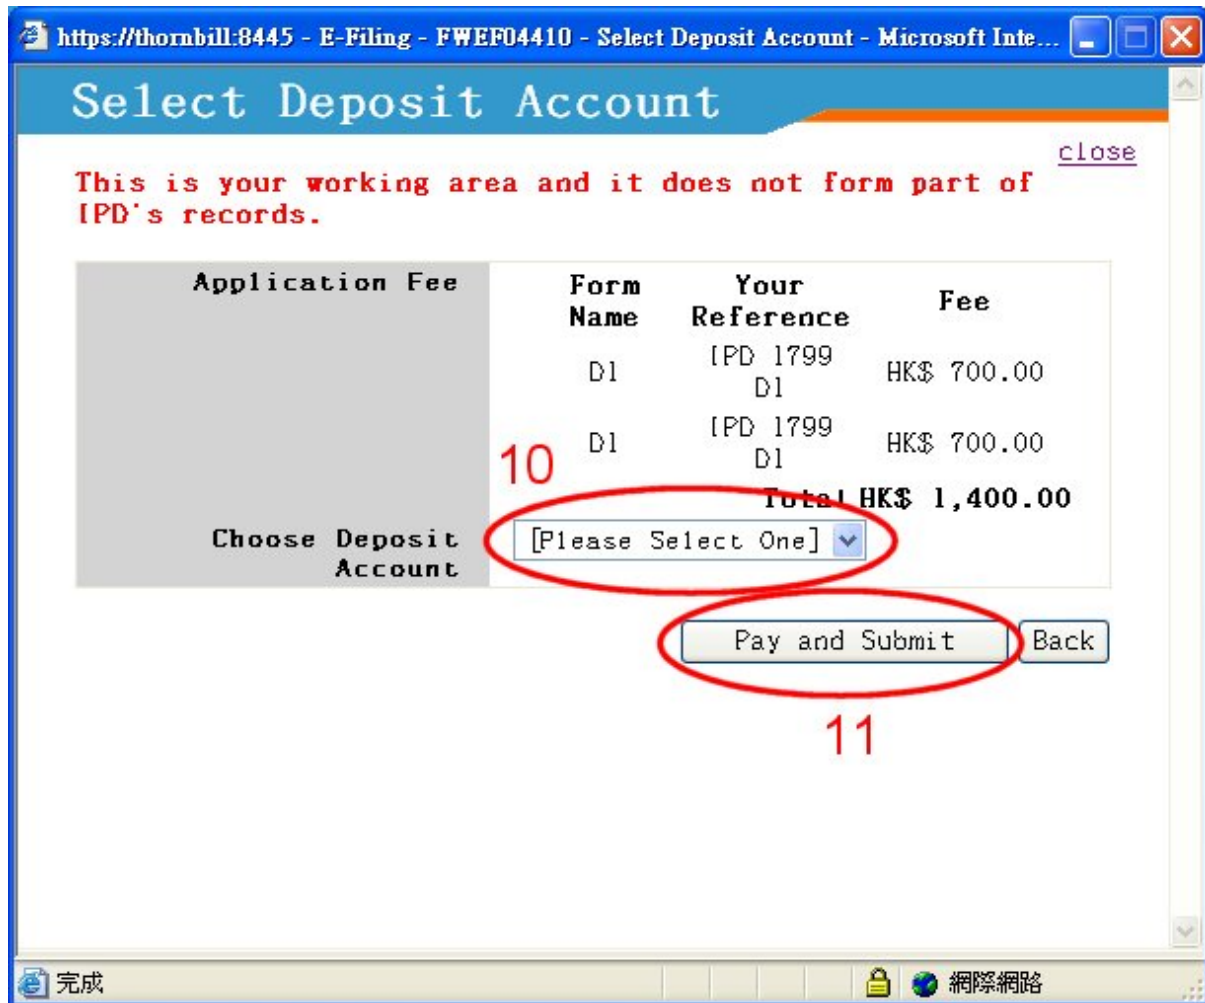 https://thornbill:8445 - E-Filing - FWEF04410 - Select Deposit Account - Microsoft Inte...
Select Deposit Account
close
This is your working area and it does not form part of
IPD's records.
Application Fee
Form Name
Your Reference
Fee
D1
IPD 1799 D1
HK$ 700.00
D1
IPD 1799 D1
HK$ 700.00
10
Total HK$ 1,400.00
Choose Deposit Account
[Please Select One]
Pay and Submit
Back
11
完成
網際網路